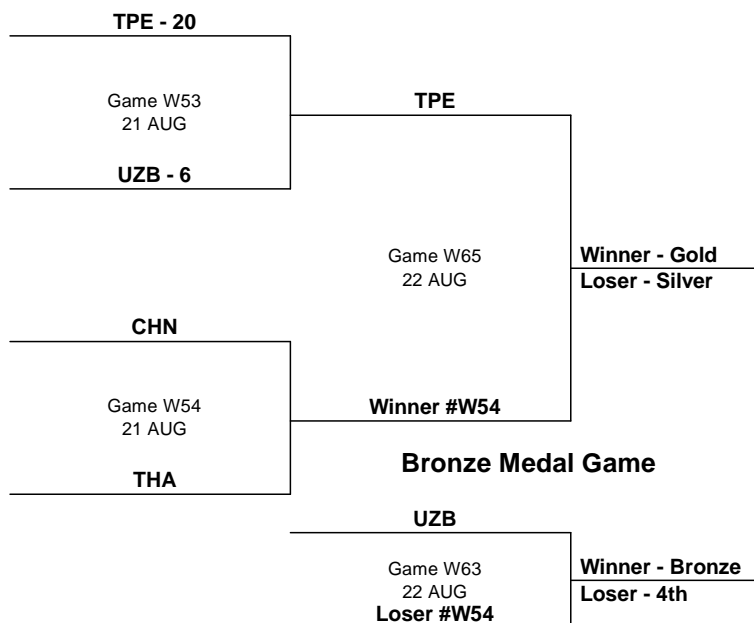 TPE - 20
Game W53
21 AUG
TPE
UZB - 6
Game W65
22 AUG
Winner - Gold
Loser - Silver
CHN
Game W54
21 AUG
Winner #W54
THA
Bronze Medal Game
UZB
Game W63
22 AUG
Loser #W54
Winner - Bronze
Loser - 4th